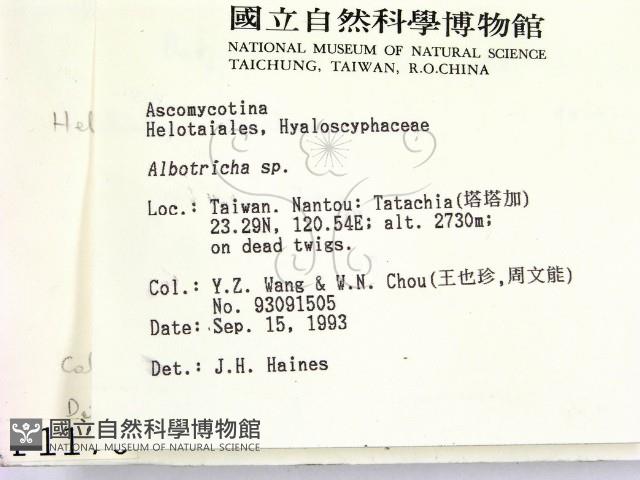 國立自然科學博物館
NATIONAL MUSEUM OF NATURAL SCIENCE
TAICHUNG, TAIWAN, R.O.CHINA
Ascomycotina
Helotaiales, Hyaloscyphaceae
Hel
Albotricha sp.
Loc.: Taiwan. Nantou: Tatachia(塔塔加)
23.29N, 120.54E; alt. 2730m;
on dead twigs.
Col.: Y.Z. Wang & W.N. Chou(王也珍,周文能)
No. 93091505
Date: Sep. 15, 1993
Det.: J.H. Haines
Col
De
國立自然科學博物館
NATIONAL MUSEUM OF NATURAL SCIENCE